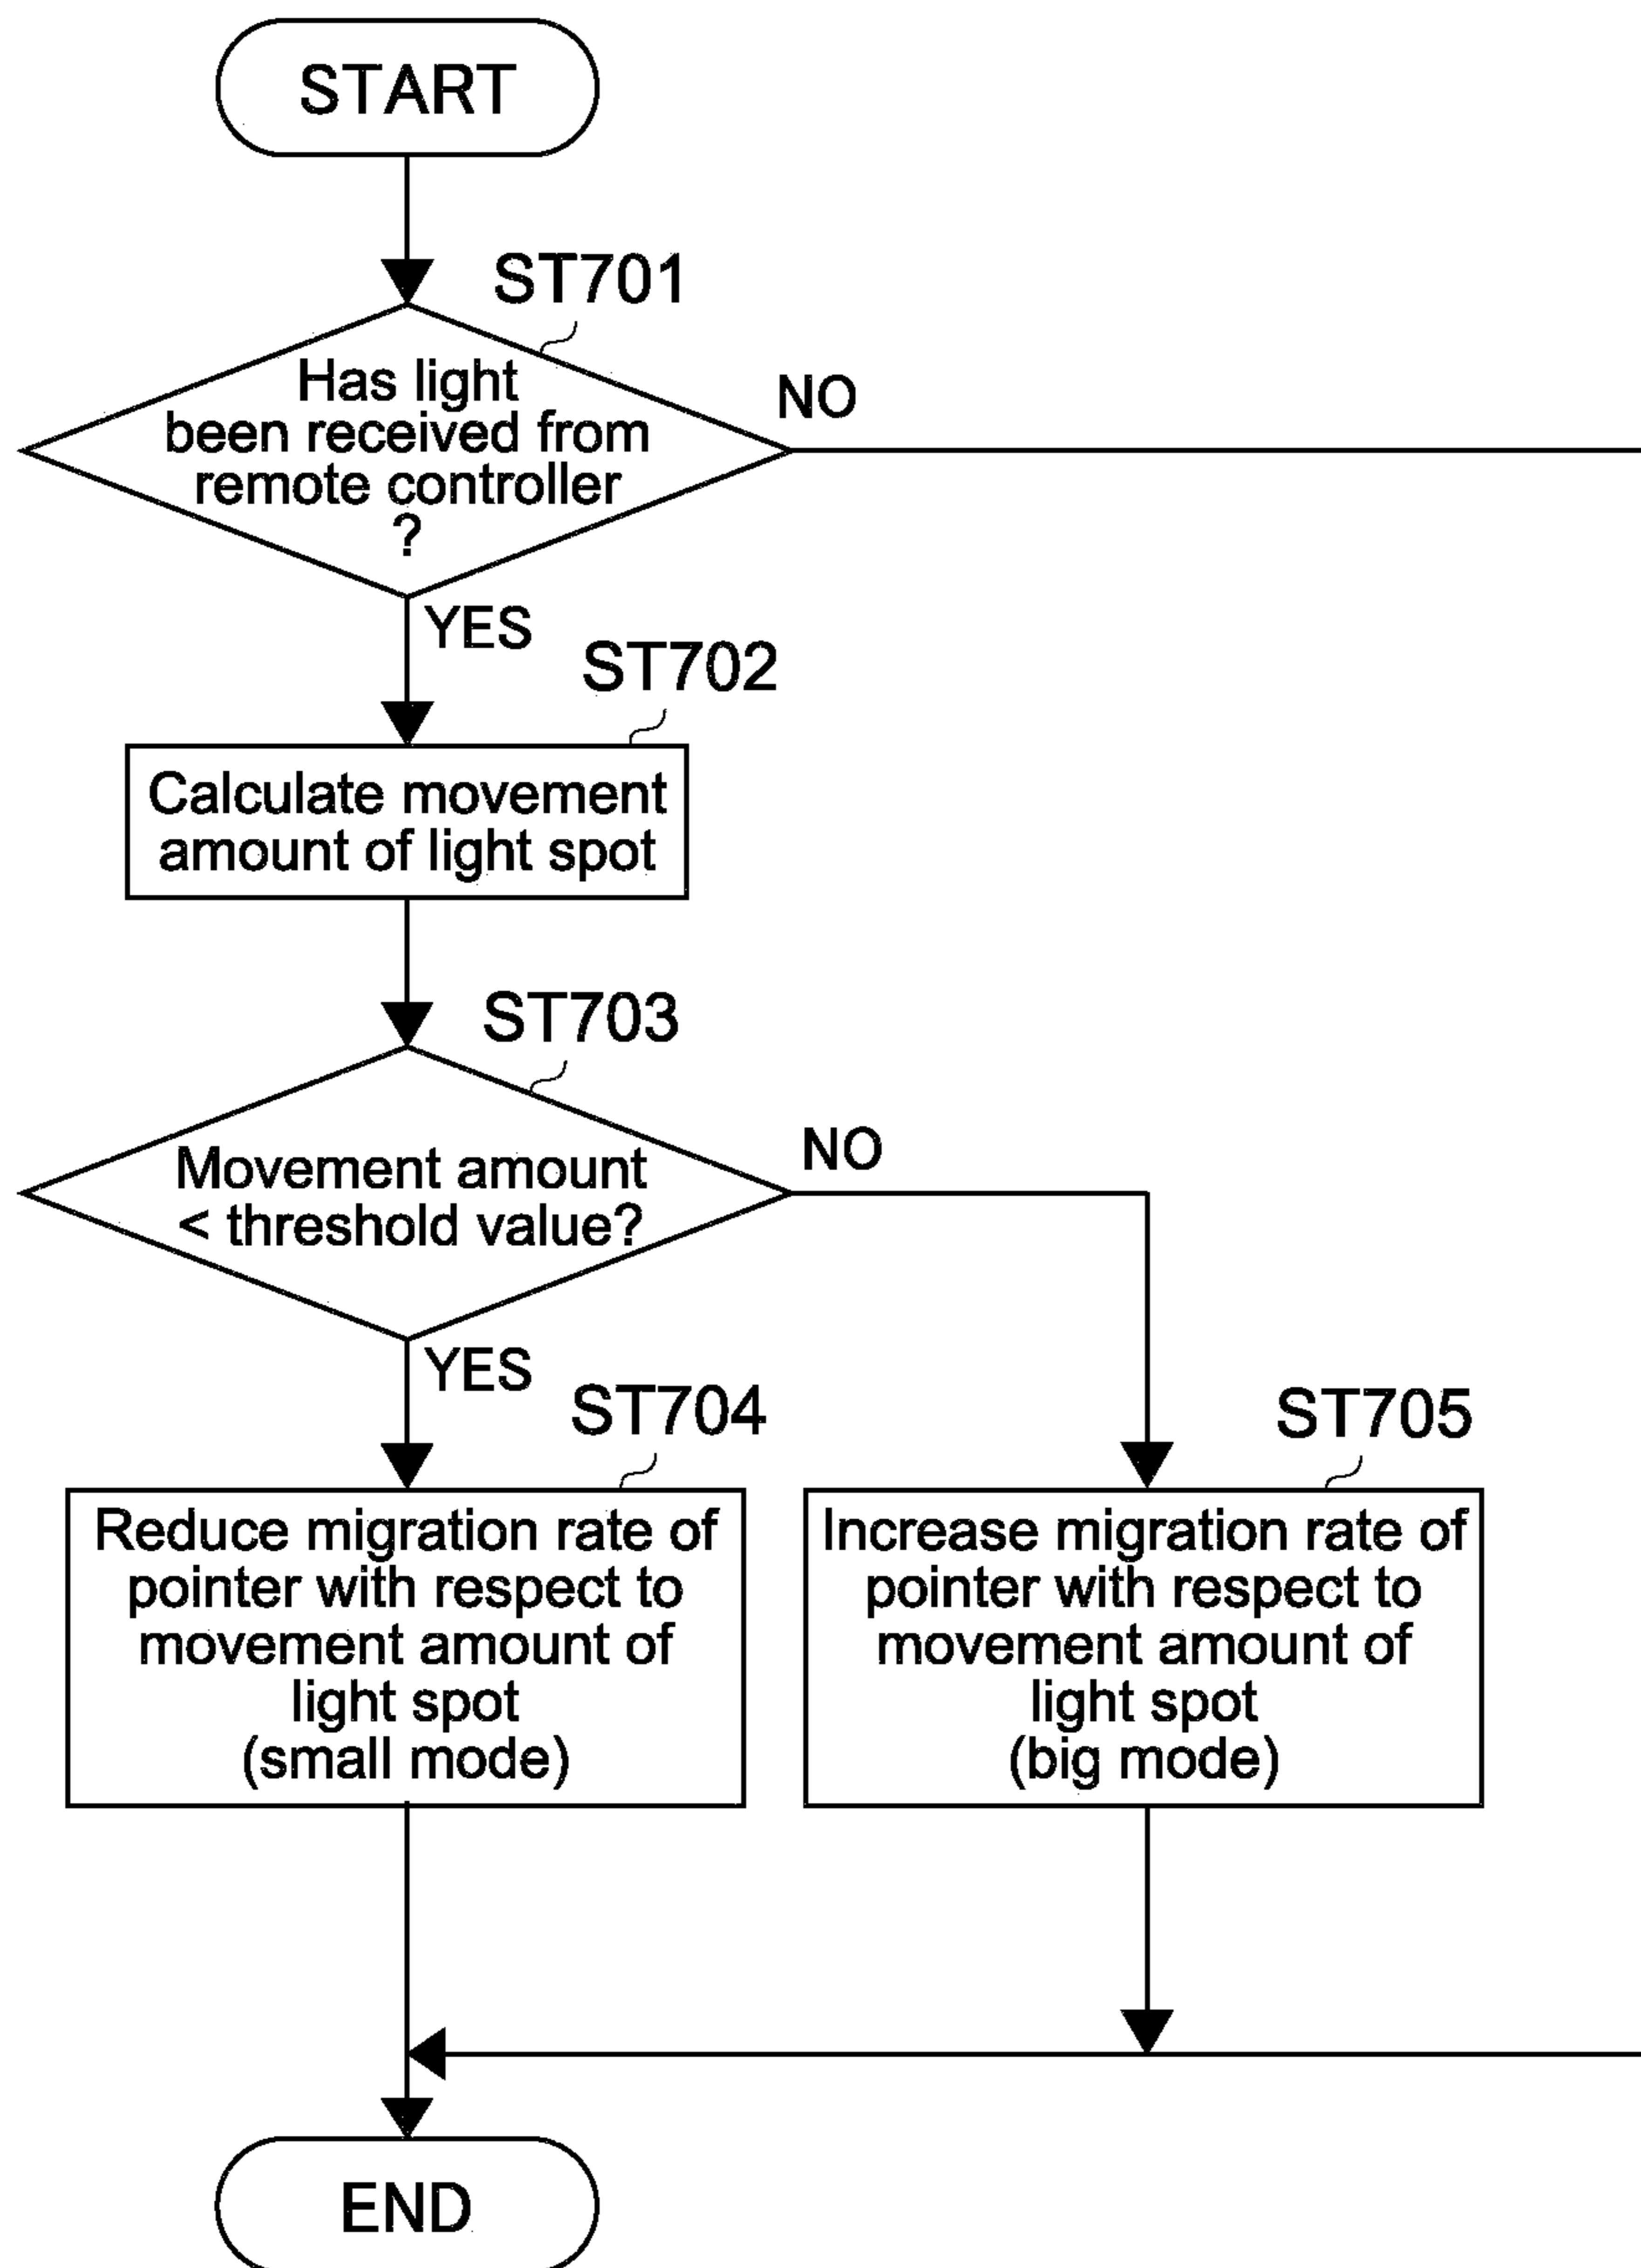 START
ST701
Has light
been received from
remote controller
?
NO
YES
ST702
Calculate movement
amount of light spot
ST703
Movement amount
< threshold value?
NO
YES
ST704
Reduce migration rate of
pointer with respect to
movement amount of
light spot
(small mode)
ST705
Increase migration rate of
pointer with respect to
movement amount of
light spot
(big mode)
END